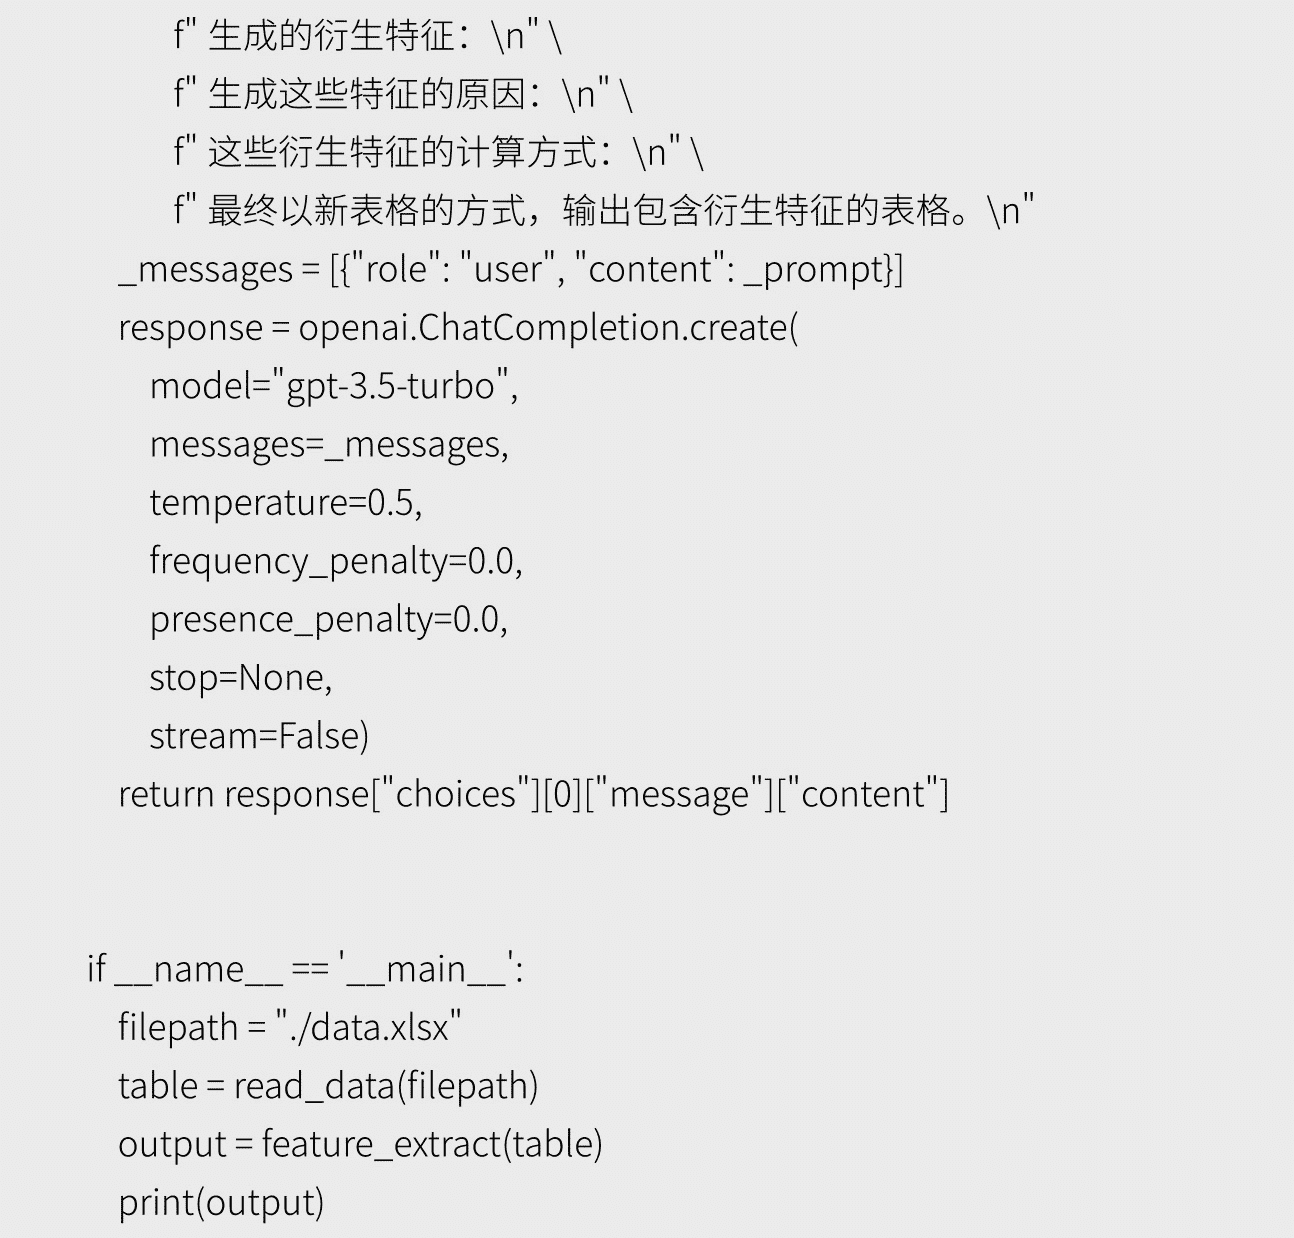 f" 生成的衍生特征：\n" \
f" 生成这些特征的原因：\n" \
f" 这些衍生特征的计算方式：\n" \
f" 最终以新表格的方式，输出包含衍生特征的表格。\n"
_messages = [{"role": "user", "content": _prompt}]
response = openai.ChatCompletion.create(
model="gpt-3.5-turbo",
messages=_messages,
temperature=0.5,
frequency_penalty=0.0,
presence_penalty=0.0,
stop=None,
stream=False)
return response["choices"][0]["message"]["content"]
if __name__ == '__main__':
filepath = "./data.xlsx"
table = read_data(filepath)
output = feature_extract(table)
print(output)